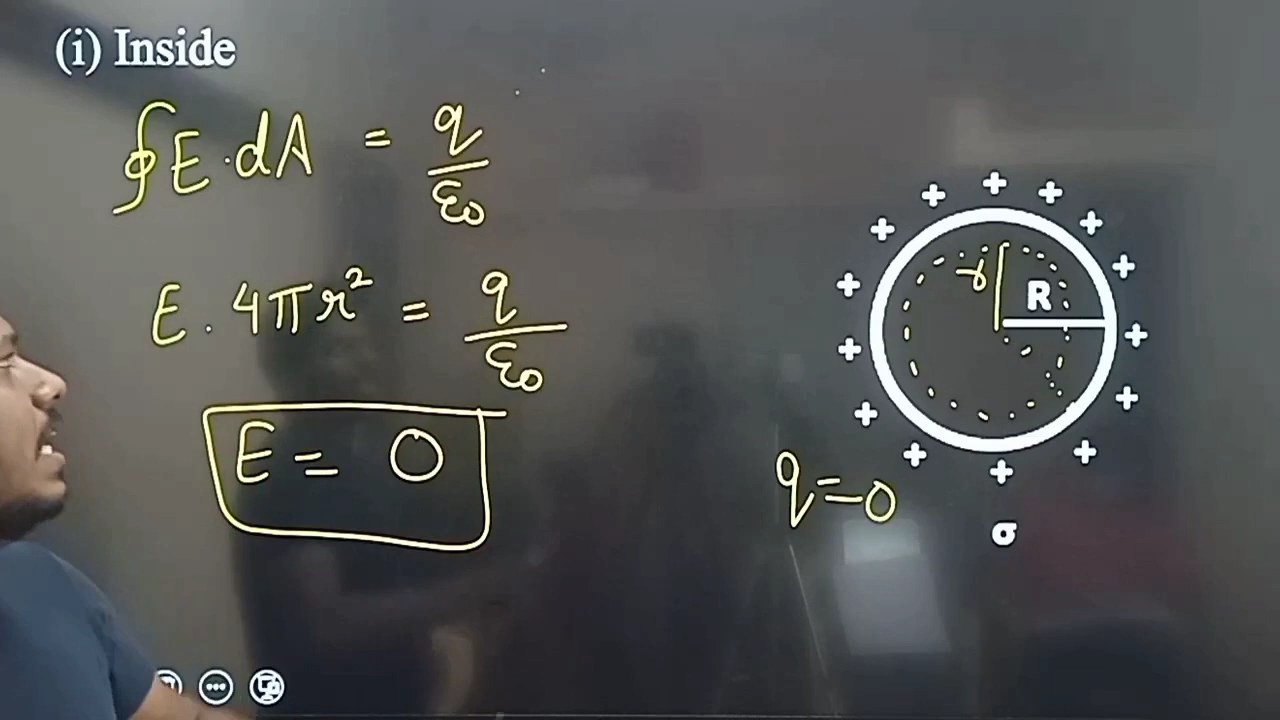 (i) Inside
∮E·dA = q/ε₀
E · 4πr² = q/ε₀
E = 0
r
R
q = 0
σ